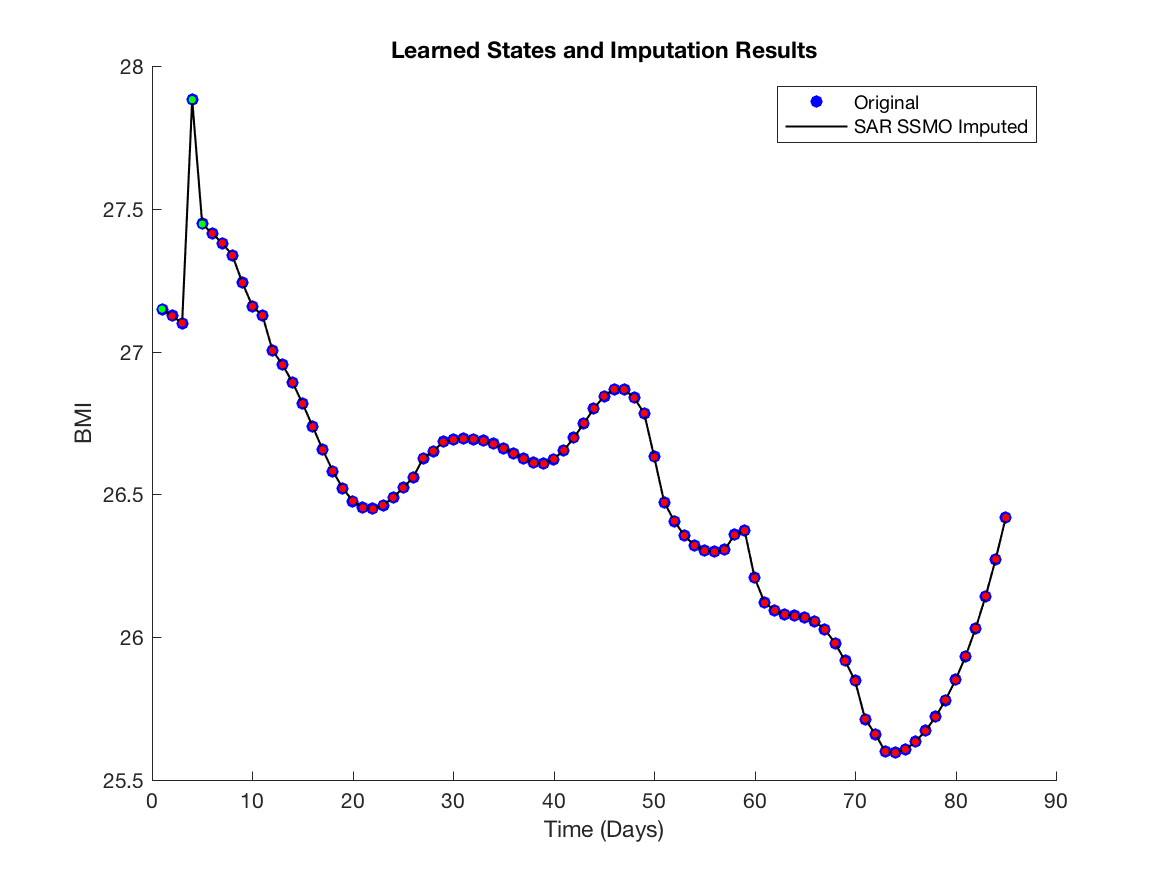 Learned States and Imputation Results
28
27.5
27
26.5
26
25.5
BMI
Original
SAR SSMO Imputed
0 10 20 30 40 50 60 70 80 90
Time (Days)